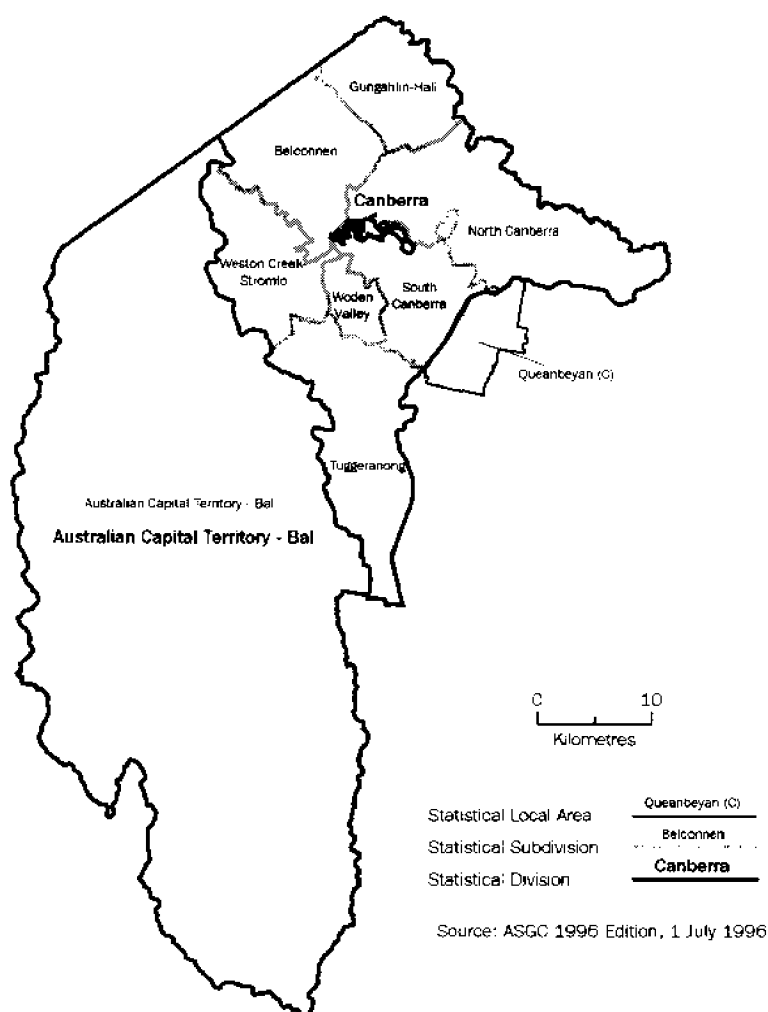 Gungahlin-Hall
Belconnen
Canberra
North Canberra
Weston Creek
Stromlo
South
Canberra
Woden
Valley
Queanbeyan (C)
Tuggeranong
Australian Capital Territory - Bal
Australian Capital Territory - Bal
0 10
Kilometres
Statistical Local Area
Queanbeyan (C)
Statistical Subdivision
Belconnen
Statistical Division
Canberra
Source: ASGC 1996 Edition, 1 July 1996